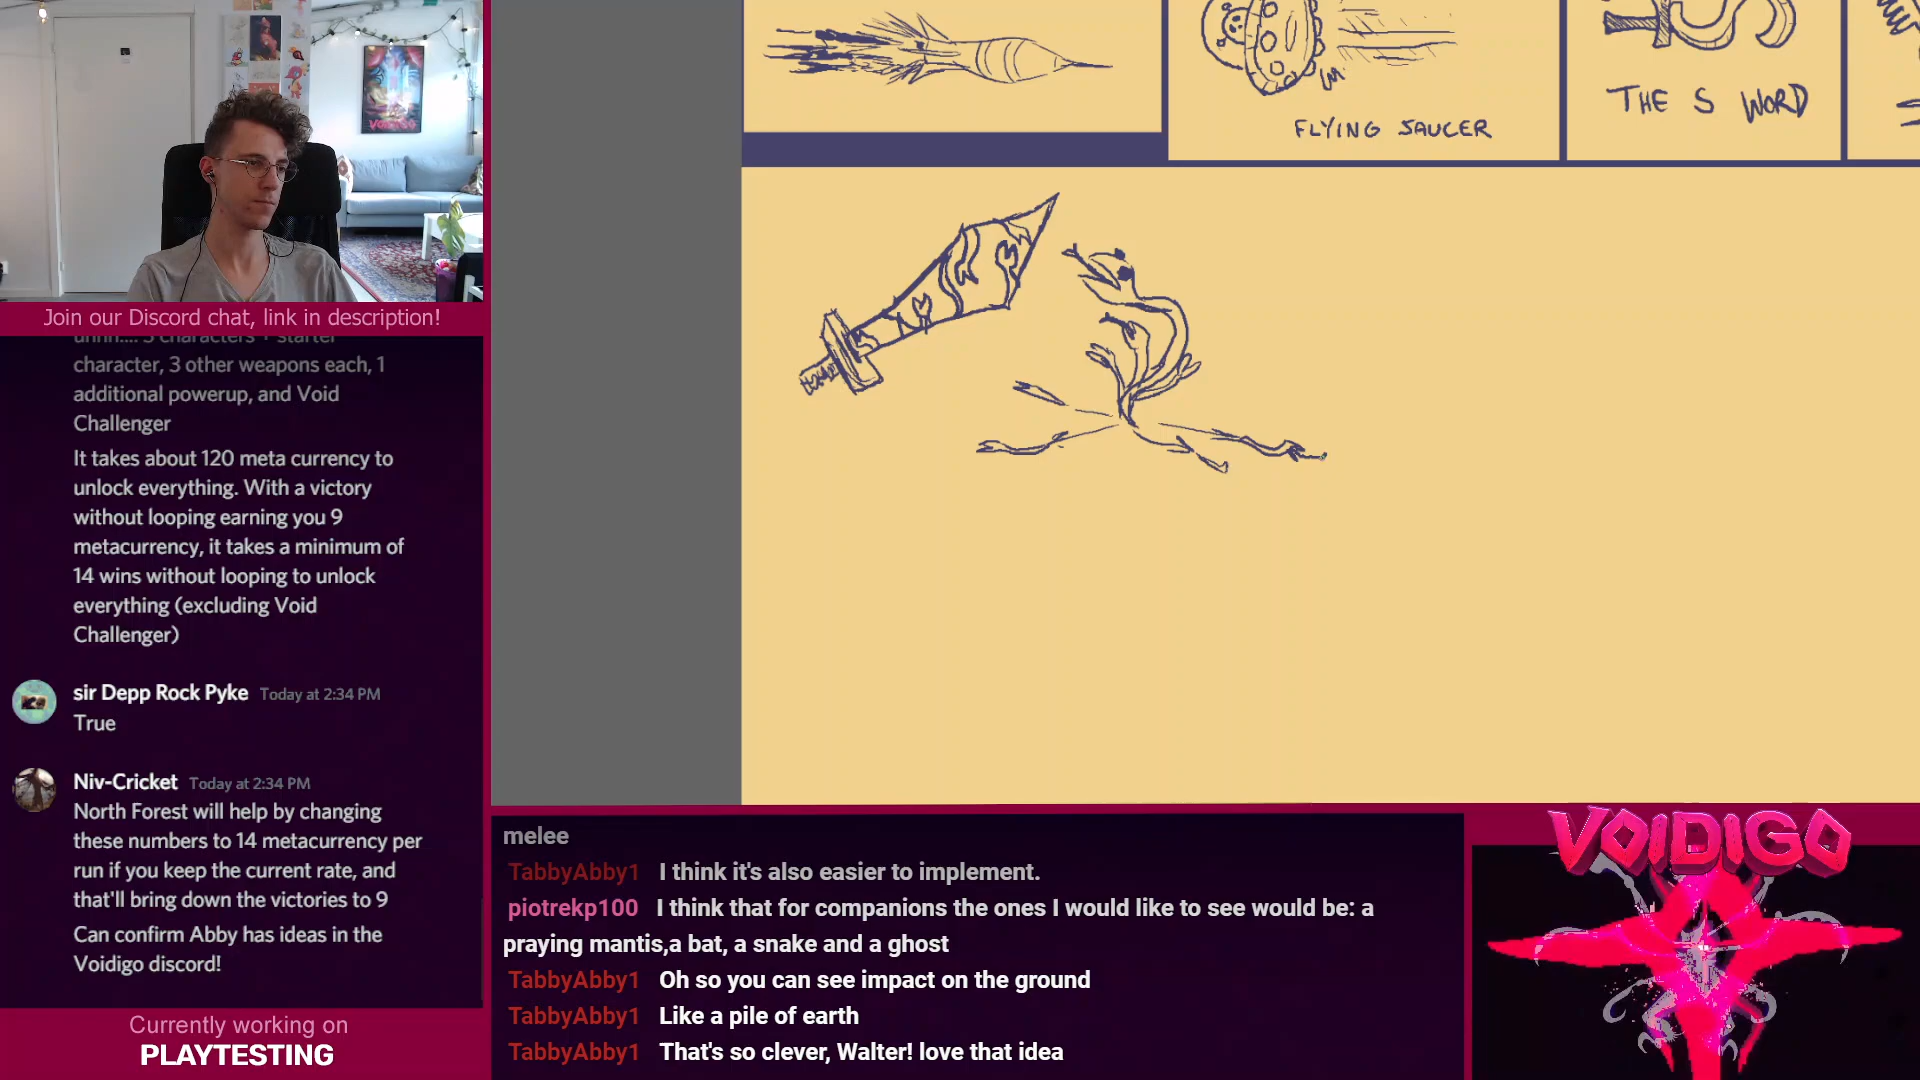 VOIDIGO
Join our Discord chat, link in description!
character, 3 other weapons each, 1
additional powerup, and Void
Challenger
It takes about 120 meta currency to
unlock everything. With a victory
without looping earning you 9
metacurrency, it takes a minimum of
14 wins without looping to unlock
everything (excluding Void
Challenger)
sir Depp Rock Pyke Today at 2:34 PM
True
Niv-Cricket Today at 2:34 PM
North Forest will help by changing
these numbers to 14 metacurrency per
run if you keep the current rate, and
that'll bring down the victories to 9
Can confirm Abby has ideas in the
Voidigo discord!
Currently working on
PLAYTESTING
FLYING SAUCER
THE S WORD
melee
TabbyAbby1 I think it's also easier to implement.
piotrekp100 I think that for companions the ones I would like to see would be: a
praying mantis,a bat, a snake and a ghost
TabbyAbby1 Oh so you can see impact on the ground
TabbyAbby1 Like a pile of earth
TabbyAbby1 That's so clever, Walter! love that idea
VOIDIGO